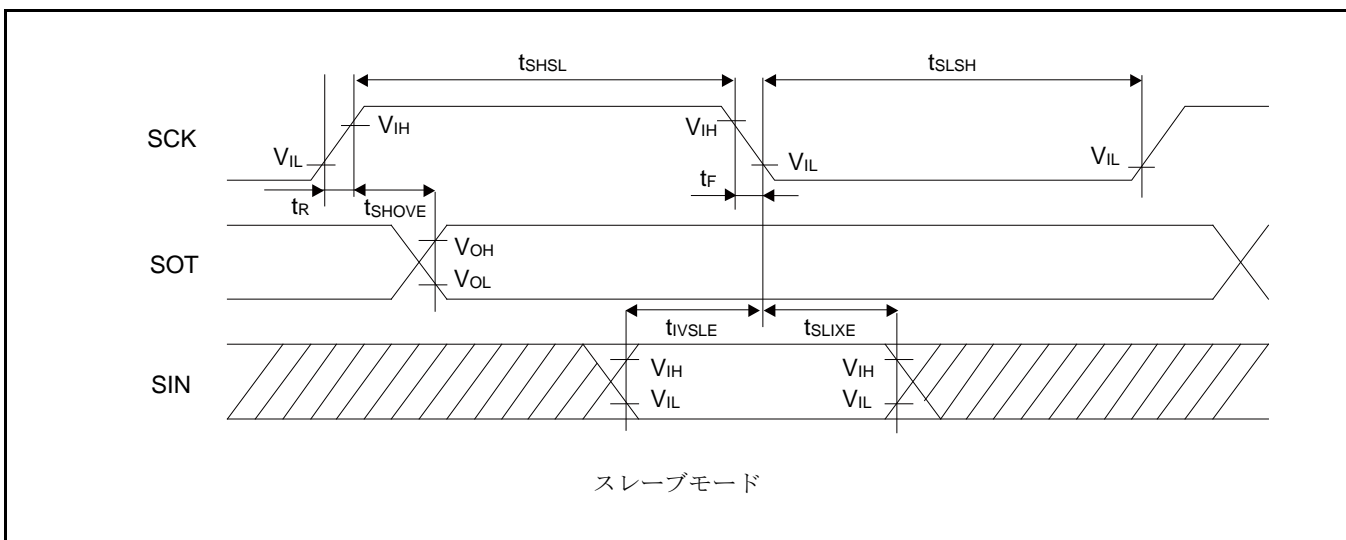 tSHSL
tSLSH
SCK
VIH
VIH
VIL
VIL
VIL
tR
tSHOVE
tF
SOT
VOH
VOL
tIVSLE
tSLIXE
SIN
VIH
VIH
VIL
VIL
スレーブモード